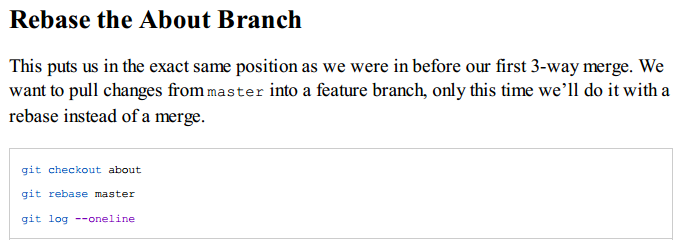 Rebase the About Branch
This puts us in the exact same position as we were in before our first 3-way merge. We
want to pull changes from master into a feature branch, only this time we’ll do it with a
rebase instead of a merge.
git checkout about
git rebase master
git log --oneline